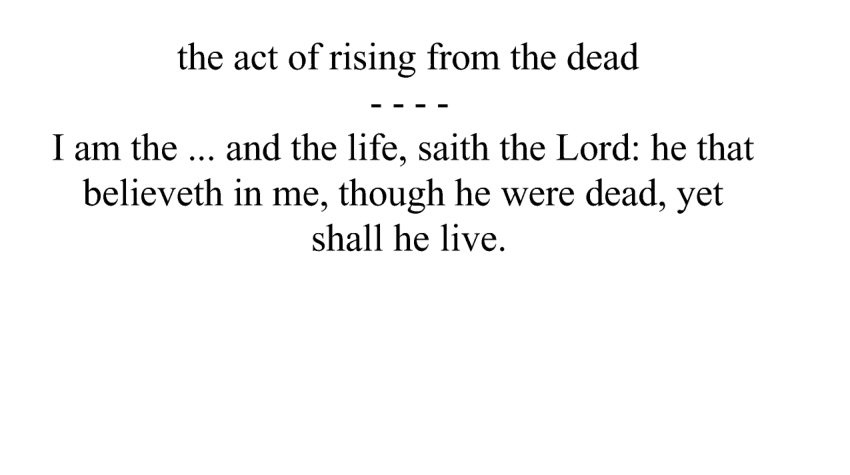 the act of rising from the dead
- - - -
I am the ... and the life, saith the Lord: he that
believeth in me, though he were dead, yet
shall he live.